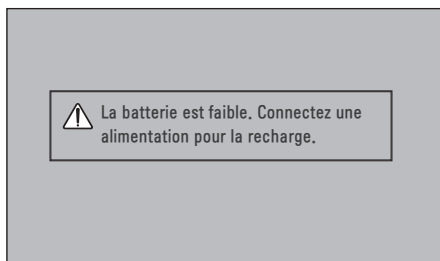 La batterie est faible. Connectez une
alimentation pour la recharge.